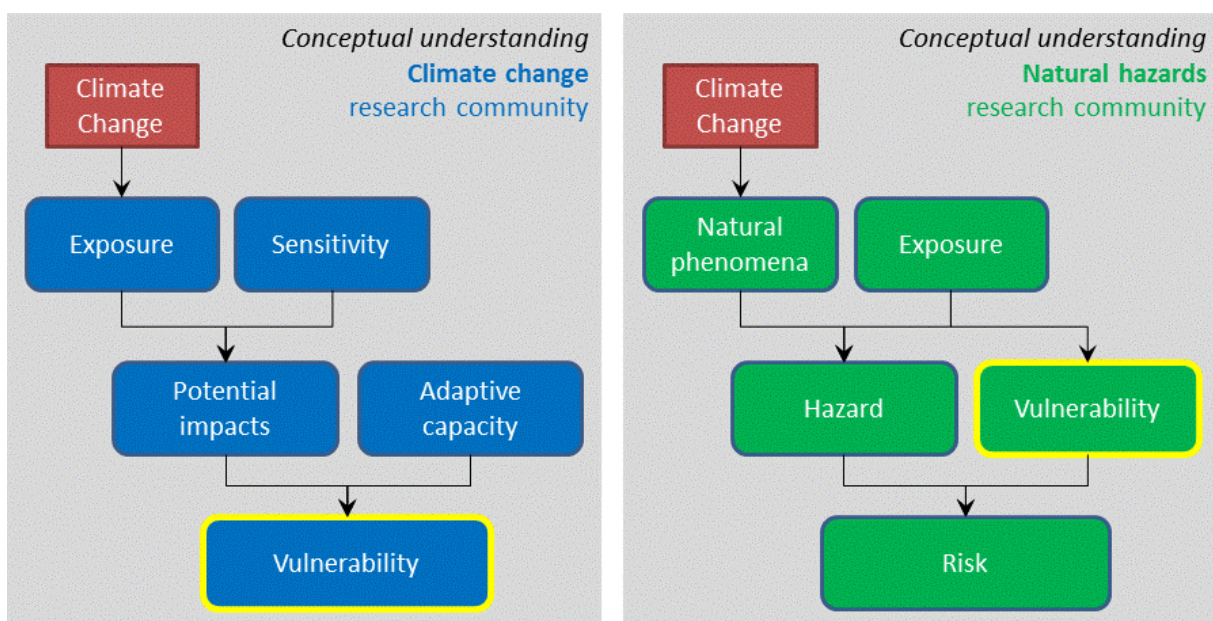 Conceptual understanding
Climate change
research community
Climate
Change
Exposure
Sensitivity
Potential
impacts
Adaptive
capacity
Vulnerability
Conceptual understanding
Natural hazards
research community
Climate
Change
Natural
phenomena
Exposure
Hazard
Vulnerability
Risk